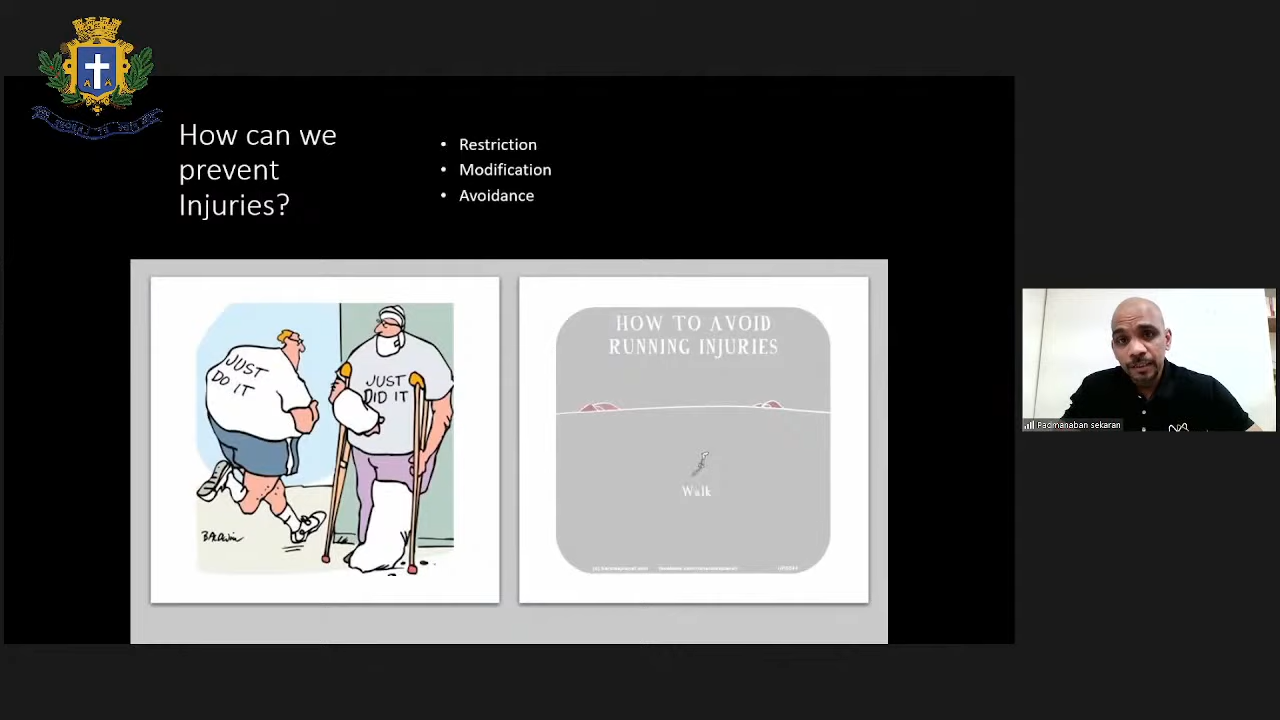 How can we
prevent
Injuries?
• Restriction
• Modification
• Avoidance
JUST
DO IT
JUST
DID IT
HOW TO AVOID
RUNNING INJURIES
Walk
Padmanaban sekaran